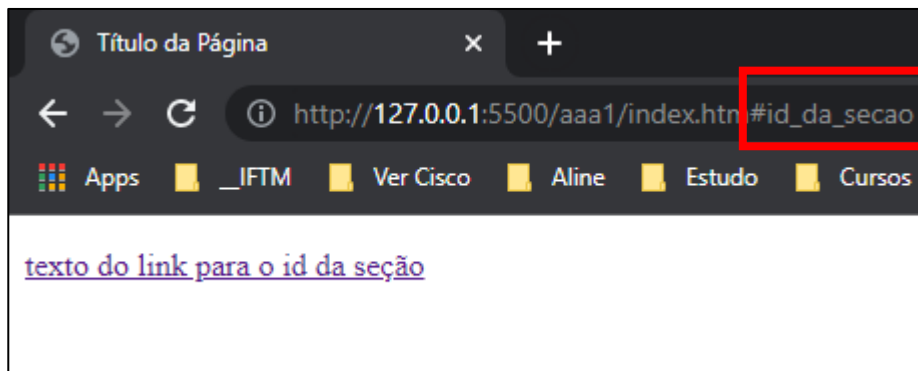 Título da Página
http://127.0.0.1:5500/aaa1/index.htm#id_da_secao
Apps __IFTM Ver Cisco Aline Estudo Cursos
texto do link para o id da seção